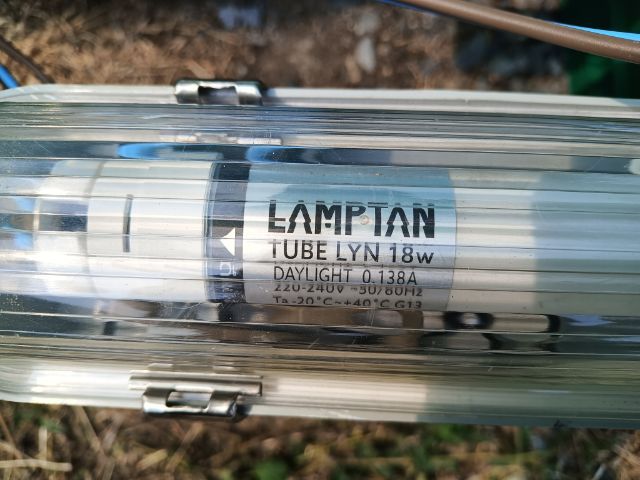 LAMPTAN
TUBE LYN 18w
DAYLIGHT 0.138A
220-240V ~50/60Hz
Ta -20°C~+40°C G13